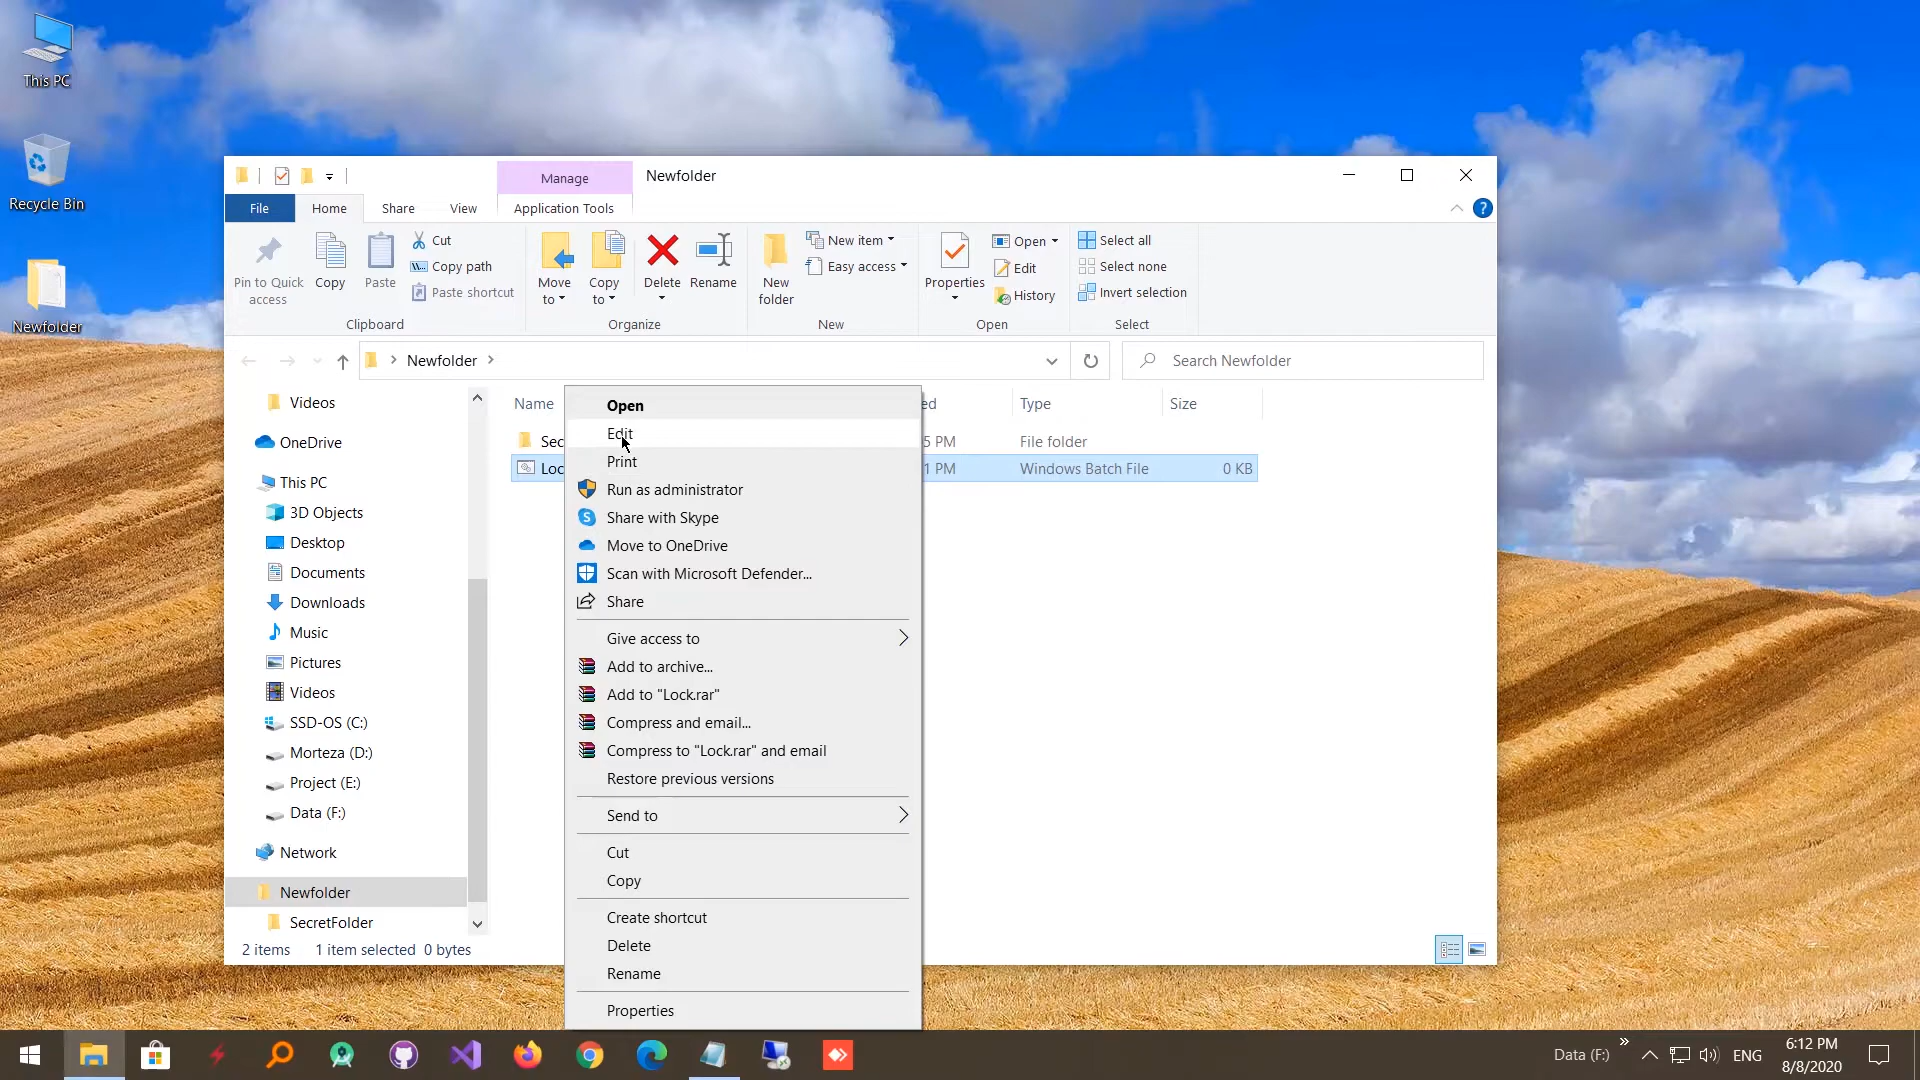 This PC
Recycle Bin
Newfolder
Manage
Newfolder
File
Home
Share
View
Application Tools
Pin to Quick access
Copy
Paste
Cut
Copy path
Paste shortcut
Clipboard
Move to
Copy to
Delete
Rename
Organize
New folder
New item
Easy access
New
Properties
Open
Edit
History
Open
Select all
Select none
Invert selection
Select
Newfolder
Search Newfolder
Videos
OneDrive
This PC
3D Objects
Desktop
Documents
Downloads
Music
Pictures
Videos
SSD-OS (C:)
Morteza (D:)
Project (E:)
Data (F:)
Network
Newfolder
SecretFolder
2 items 1 item selected 0 bytes
Name ed Type Size
Sec 5 PM File folder
Loc 1 PM Windows Batch File 0 KB
Open
Edit
Print
Run as administrator
Share with Skype
Move to OneDrive
Scan with Microsoft Defender...
Share
Give access to
Add to archive...
Add to "Lock.rar"
Compress and email...
Compress to "Lock.rar" and email
Restore previous versions
Send to
Cut
Copy
Create shortcut
Delete
Rename
Properties
Data (F:)
ENG
6:12 PM
8/8/2020